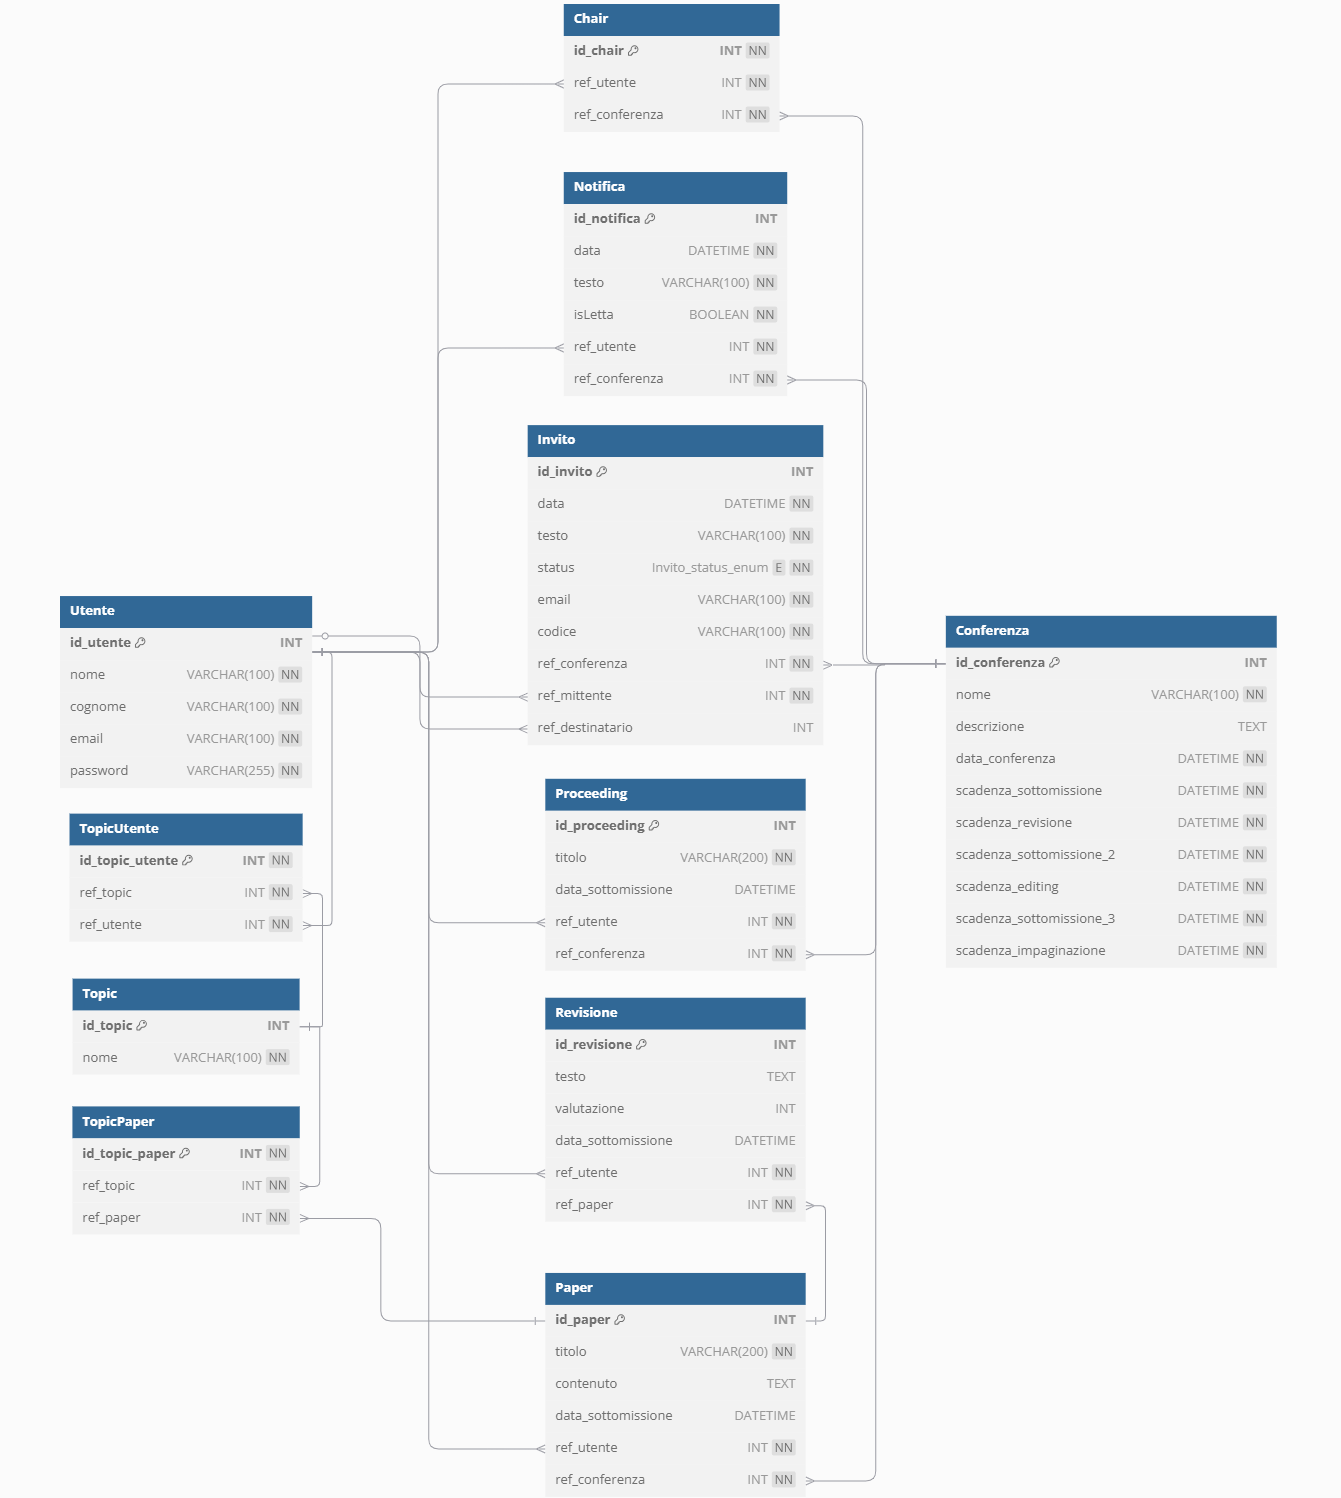 Chair
id_chair INT NN
ref_utente INT NN
ref_conferenza INT NN
Notifica
id_notifica INT
data DATETIME NN
testo VARCHAR(100) NN
isLetta BOOLEAN NN
ref_utente INT NN
ref_conferenza INT NN
Invito
id_invito INT
data DATETIME NN
testo VARCHAR(100) NN
status Invito_status_enum E NN
email VARCHAR(100) NN
codice VARCHAR(100) NN
ref_conferenza INT NN
ref_mittente INT NN
ref_destinatario INT
Utente
id_utente INT
nome VARCHAR(100) NN
cognome VARCHAR(100) NN
email VARCHAR(100) NN
password VARCHAR(255) NN
Conferenza
id_conferenza INT
nome VARCHAR(100) NN
descrizione TEXT
data_conferenza DATETIME NN
scadenza_sottomissione DATETIME NN
scadenza_revisione DATETIME NN
scadenza_sottomissione_2 DATETIME NN
scadenza_editing DATETIME NN
scadenza_sottomissione_3 DATETIME NN
scadenza_impaginazione DATETIME NN
TopicUtente
id_topic_utente INT NN
ref_topic INT NN
ref_utente INT NN
Proceeding
id_proceeding INT
titolo VARCHAR(200) NN
data_sottomissione DATETIME
ref_utente INT NN
ref_conferenza INT NN
Topic
id_topic INT
nome VARCHAR(100) NN
Revisione
id_revisione INT
testo TEXT
valutazione INT
data_sottomissione DATETIME
ref_utente INT NN
ref_paper INT NN
TopicPaper
id_topic_paper INT NN
ref_topic INT NN
ref_paper INT NN
Paper
id_paper INT
titolo VARCHAR(200) NN
contenuto TEXT
data_sottomissione DATETIME
ref_utente INT NN
ref_conferenza INT NN